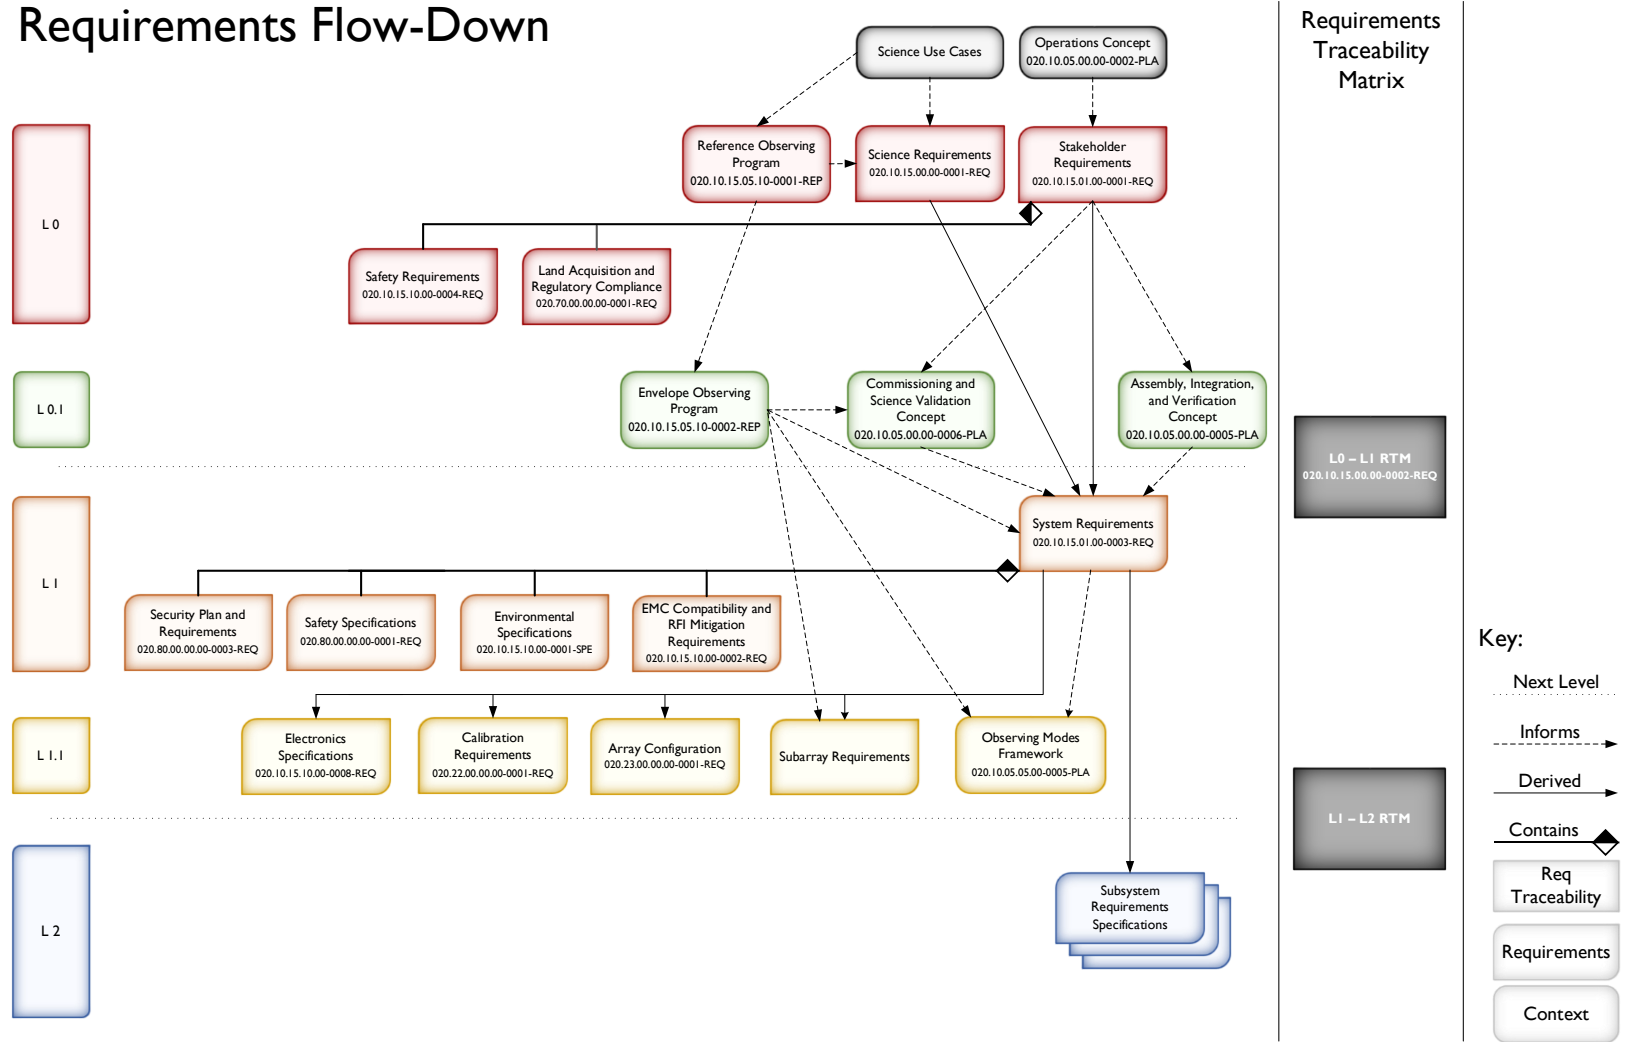 Requirements Flow-Down
Requirements
Traceability
Matrix
Science Use Cases
Operations Concept
020.10.05.00.00-0002-PLA
L 0
Reference Observing
Program
020.10.15.05.10-0001-REP
Science Requirements
020.10.15.00.00-0001-REQ
Stakeholder
Requirements
020.10.15.01.00-0001-REQ
Safety Requirements
020.10.15.10.00-0004-REQ
Land Acquisition and
Regulatory Compliance
020.70.00.00.00-0001-REQ
L 0.1
Envelope Observing
Program
020.10.15.05.10-0002-REP
Commissioning and
Science Validation
Concept
020.10.05.00.00-0006-PLA
Assembly, Integration,
and Verification
Concept
020.10.05.00.00-0005-PLA
L0 – L1 RTM
020.10.15.00.00-0002-REQ
L 1
System Requirements
020.10.15.01.00-0003-REQ
Security Plan and
Requirements
020.80.00.00.00-0003-REQ
Safety Specifications
020.80.00.00.00-0001-REQ
Environmental
Specifications
020.10.15.10.00-0001-SPE
EMC Compatibility and
RFI Mitigation
Requirements
020.10.15.10.00-0002-REQ
L 1.1
Electronics
Specifications
020.10.15.10.00-0008-REQ
Calibration
Requirements
020.22.00.00.00-0001-REQ
Array Configuration
020.23.00.00.00-0001-REQ
Subarray Requirements
Observing Modes
Framework
020.10.05.05.00-0005-PLA
L1 – L2 RTM
L 2
Subsystem
Requirements
Specifications
Key:
Next Level
Informs
Derived
Contains
Req
Traceability
Requirements
Context